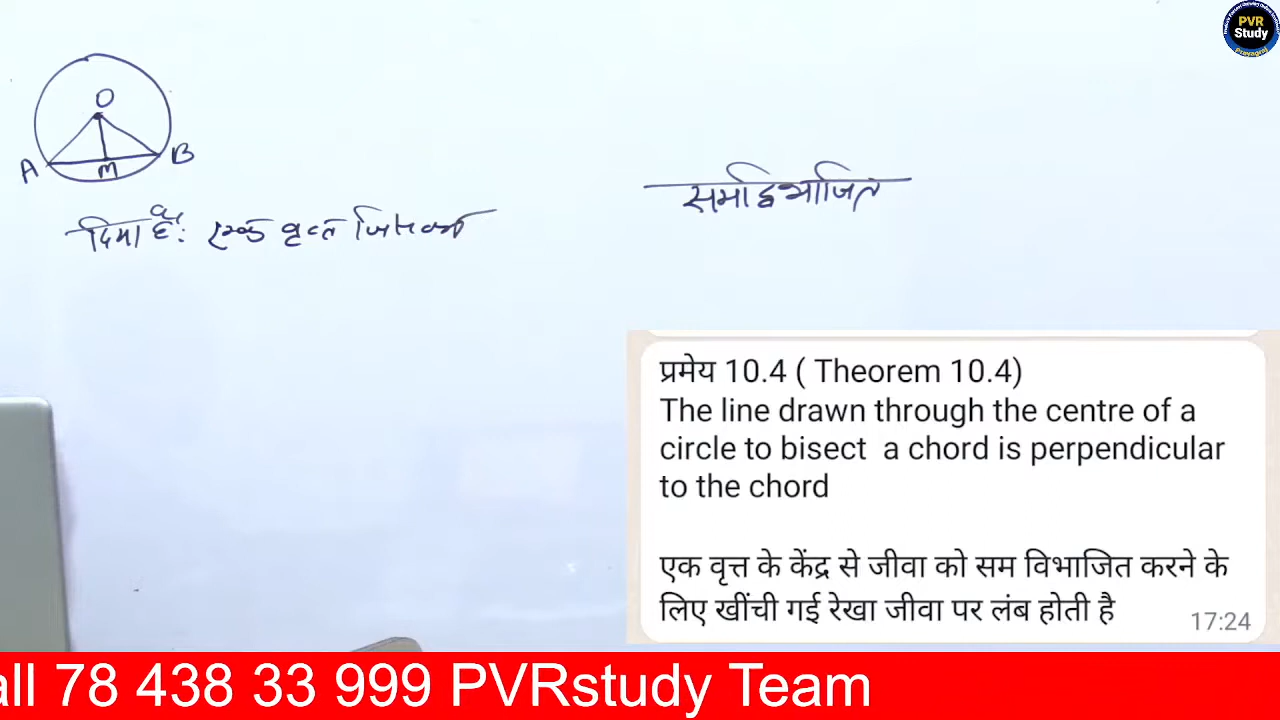 PVR
Study
Prayagraj
O
A
M
B
दिया है: एक वृत्त जिसका
समद्विभाजित
प्रमेय 10.4 ( Theorem 10.4)
The line drawn through the centre of a
circle to bisect a chord is perpendicular
to the chord
एक वृत्त के केंद्र से जीवा को सम विभाजित करने के
लिए खींची गई रेखा जीवा पर लंब होती है
17:24
all 78 438 33 999 PVRstudy Team